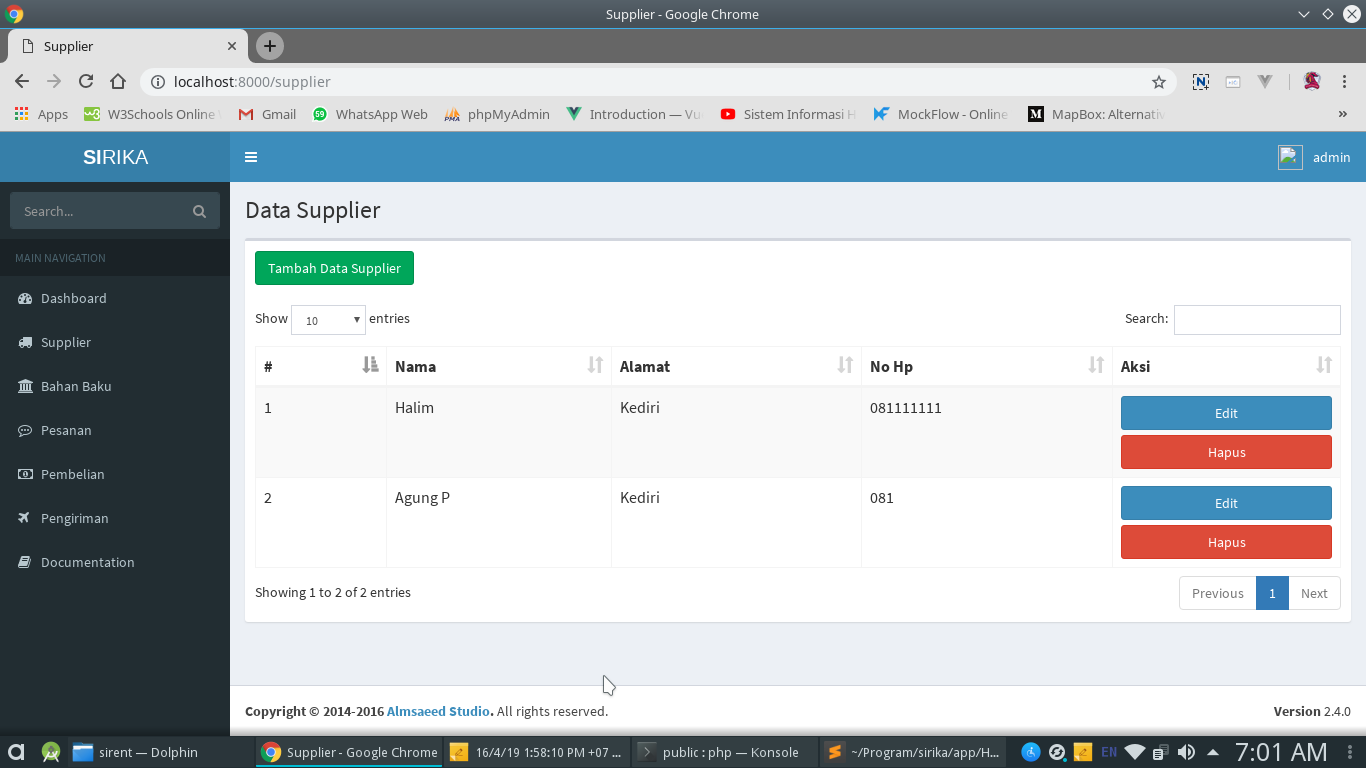 Supplier - Google Chrome
Supplier
localhost:8000/supplier
Apps W3Schools Online Gmail 59 WhatsApp Web PMA phpMyAdmin Introduction — Vu Sistem Informasi H MockFlow - Online M MapBox: Alternativ »
SIRIKA
admin
Search...
MAIN NAVIGATION
Dashboard
Supplier
Bahan Baku
Pesanan
Pembelian
Pengiriman
Documentation
Data Supplier
Tambah Data Supplier
Show 10 entries
Search:
# Nama Alamat No Hp Aksi
1 Halim Kediri 081111111 Edit
Hapus
2 Agung P Kediri 081 Edit
Hapus
Showing 1 to 2 of 2 entries
Previous 1 Next
Copyright © 2014-2016 Almsaeed Studio. All rights reserved.
Version 2.4.0
sirent — Dolphin Supplier - Google Chrome 16/4/19 1:58:10 PM +07 ... public : php — Konsole ~/Program/sirika/app/H... EN 7:01 AM